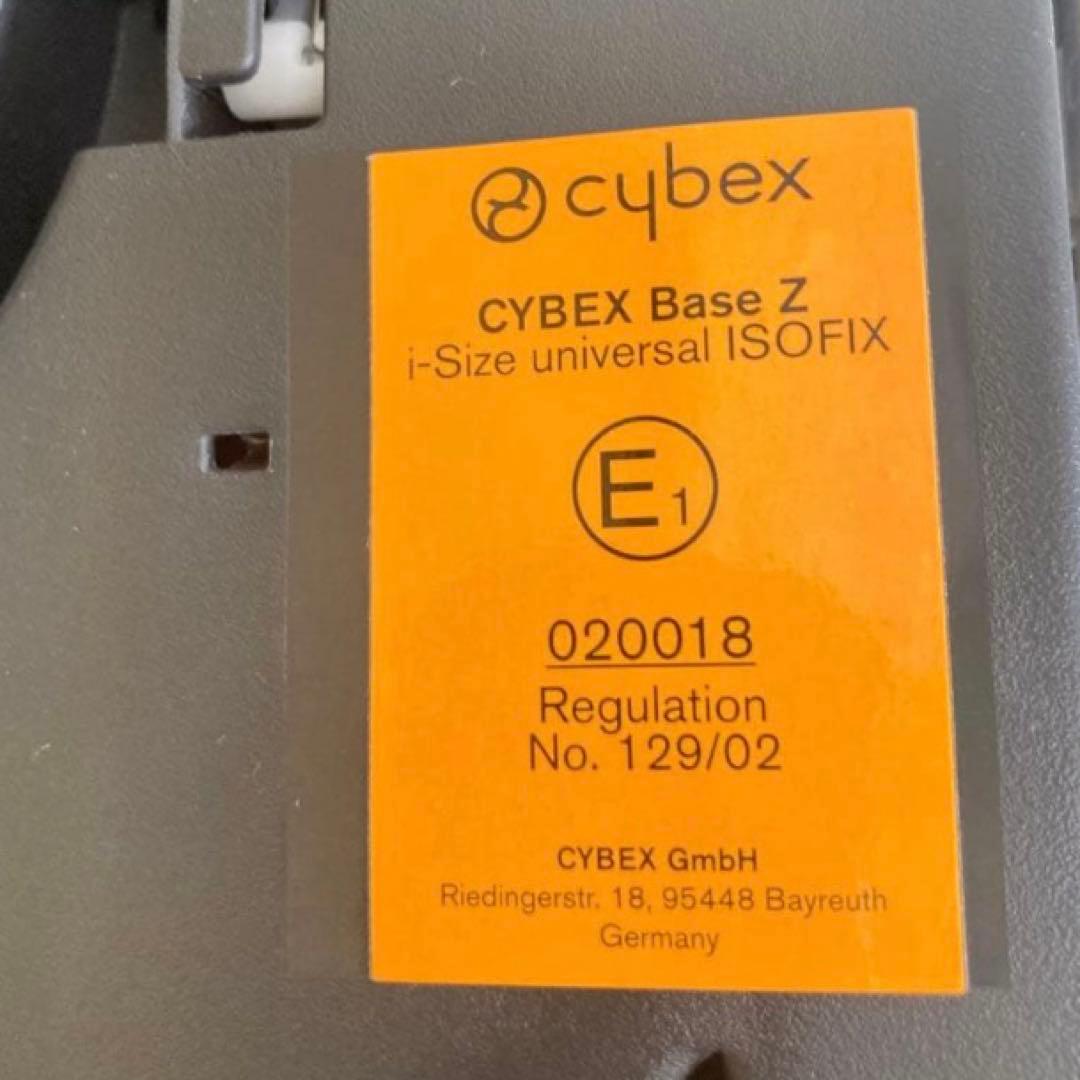 cybex
CYBEX Base Z
i-Size universal ISOFIX
E1
020018
Regulation
No. 129/02
CYBEX GmbH
Riedingerstr. 18, 95448 Bayreuth
Germany